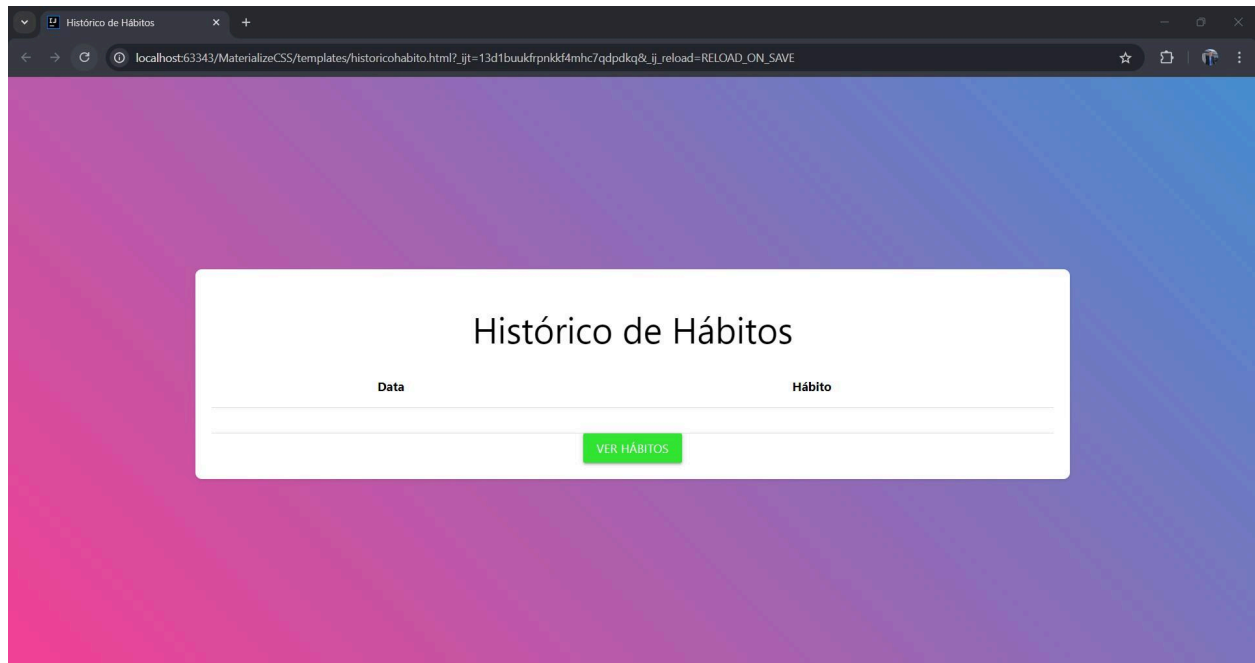 Histórico de Hábitos
localhost:63343/MaterializeCSS/templates/historicohabito.html?_ijt=13d1buukfrpnkkf4mhc7qdpdkq&_ij_reload=RELOAD_ON_SAVE
Histórico de Hábitos
Data Hábito
VER HÁBITOS